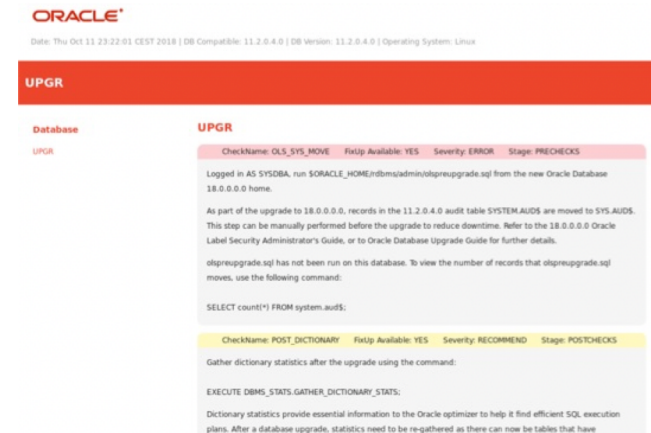 ORACLE
Date: Thu Oct 11 23:22:01 CEST 2018 | DB Compatible: 11.2.0.4.0 | DB Version: 11.2.0.4.0 | Operating System: Linux
UPGR
Database
UPGR
UPGR
CheckName: OLS_SYS_MOVE FixUp Available: YES Severity: ERROR Stage: PRECHECKS
Logged in AS SYSDBA, run $ORACLE_HOME/rdbms/admin/olspreupgrade.sql from the new Oracle Database
18.0.0.0.0 home.
As part of the upgrade to 18.0.0.0.0, records in the 11.2.0.4.0 audit table SYSTEM.AUD$ are moved to SYS.AUD$.
This step can be manually performed before the upgrade to reduce downtime. Refer to the 18.0.0.0.0 Oracle
Label Security Administrator's Guide, or to Oracle Database Upgrade Guide for further details.
olspreupgrade.sql has not been run on this database. To view the number of records that olspreupgrade.sql
moves, use the following command:
SELECT count(*) FROM system.aud$;
CheckName: POST_DICTIONARY FixUp Available: YES Severity: RECOMMEND Stage: POSTCHECKS
Gather dictionary statistics after the upgrade using the command:
EXECUTE DBMS_STATS.GATHER_DICTIONARY_STATS;
Dictionary statistics provide essential information to the Oracle optimizer to help it find efficient SQL execution
plans. After a database upgrade, statistics need to be re-gathered as there can now be tables that have